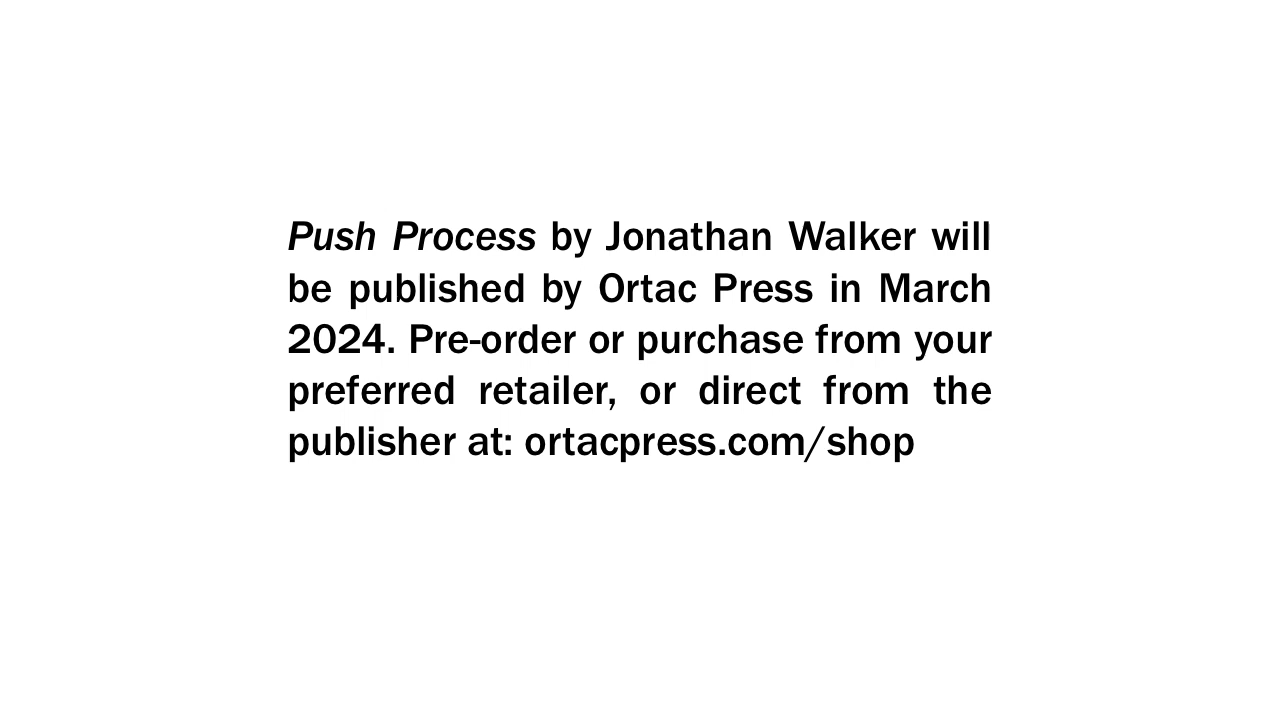 Push Process by Jonathan Walker will
be published by Ortac Press in March
2024. Pre-order or purchase from your
preferred retailer, or direct from the
publisher at: ortacpress.com/shop